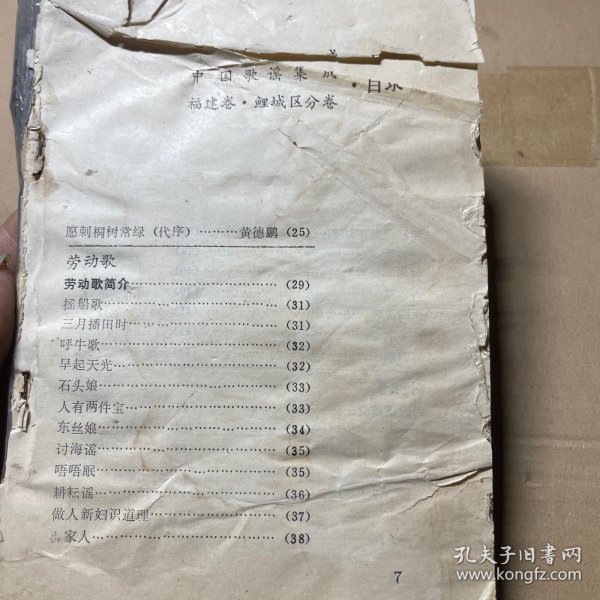 中国歌谣集成·目录
福建卷·鲤城区分卷
愿刺桐树常绿（代序）………黄德鹏（25）
劳动歌
劳动歌简介……………………（29）
摇船歌……………………（31）
三月播田时……………………（31）
呼牛歌……………………（32）
早起天光……………………（32）
石头娘……………………（33）
人有两件宝……………………（33）
东丝娘……………………（34）
讨海谣……………………（35）
唔唔眠……………………（35）
耕耘谣……………………（36）
做人新妇识道理……………………（37）
家人……………………（38）
7
孔夫子旧书网
www.kongfz.com